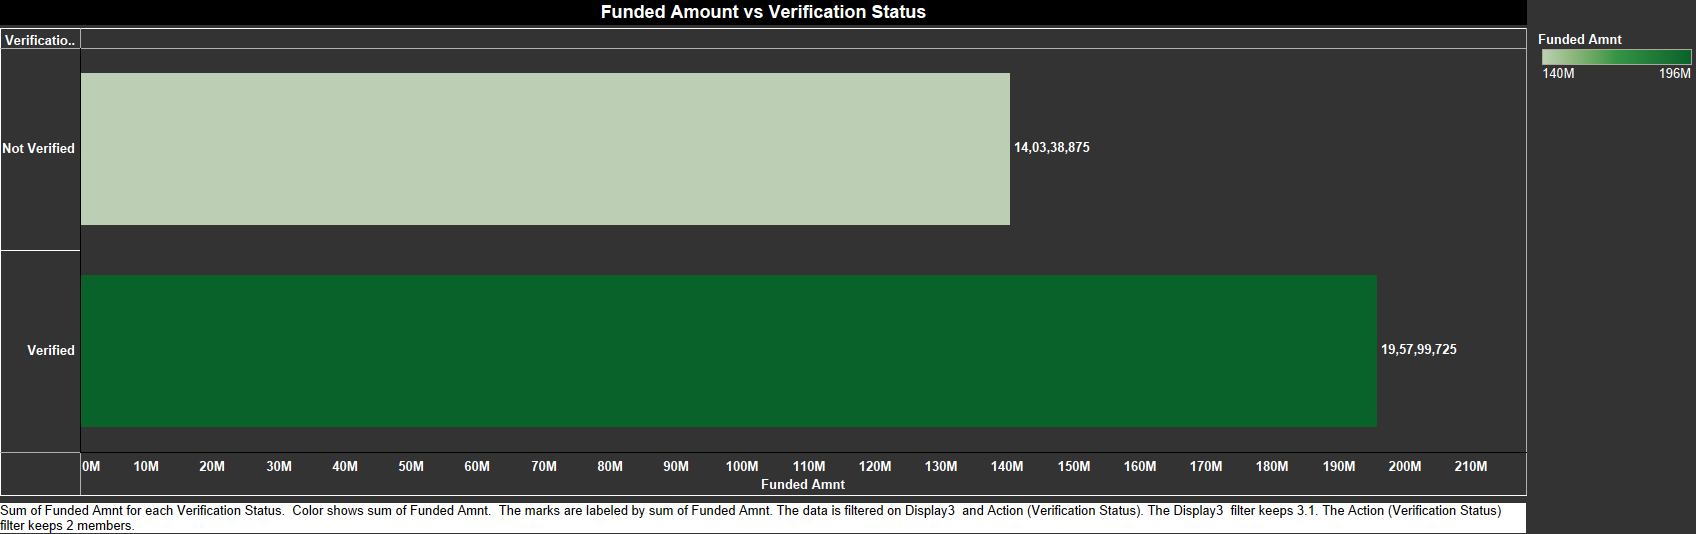 Funded Amount vs Verification Status
Verificatio..
Not Verified
14,03,38,875
Verified
19,57,99,725
0M 10M 20M 30M 40M 50M 60M 70M 80M 90M 100M 110M 120M 130M 140M 150M 160M 170M 180M 190M 200M 210M
Funded Amnt
Funded Amnt
140M 196M
Sum of Funded Amnt for each Verification Status.  Color shows sum of Funded Amnt.  The marks are labeled by sum of Funded Amnt. The data is filtered on Display3  and Action (Verification Status). The Display3  filter keeps 3.1. The Action (Verification Status)
filter keeps 2 members.